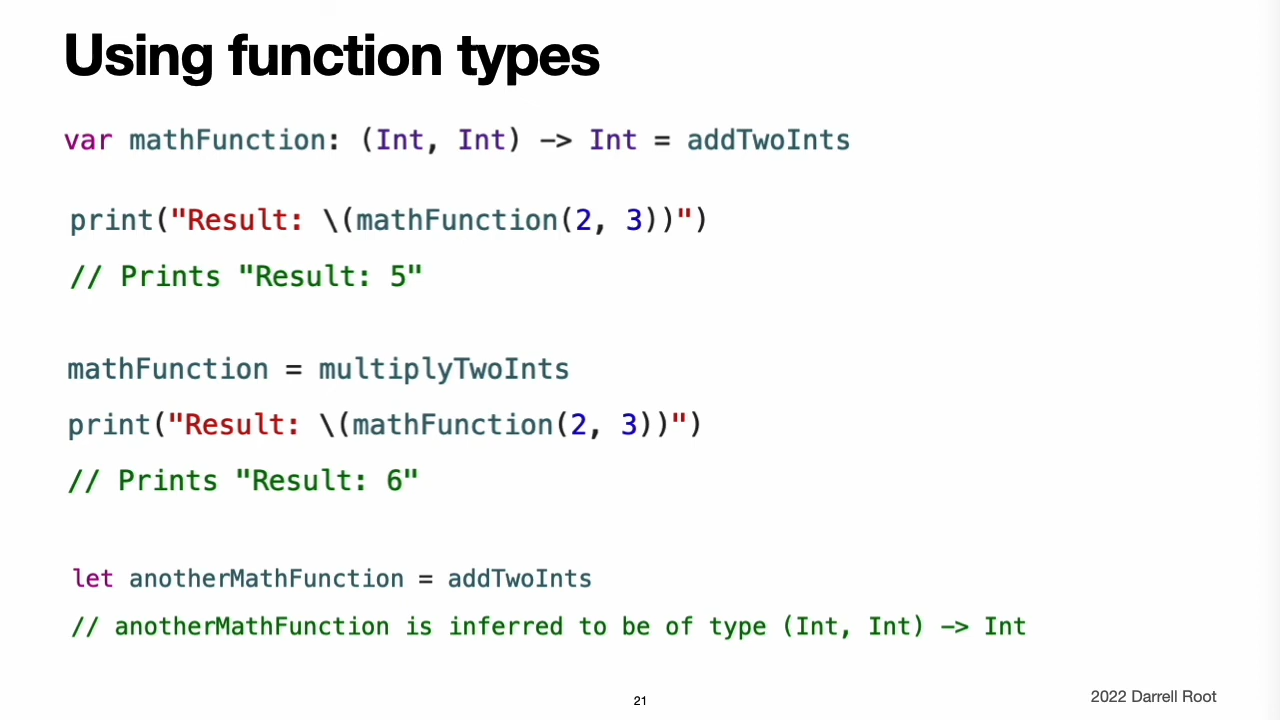 Using function types
var mathFunction: (Int, Int) -> Int = addTwoInts
print("Result: \(mathFunction(2, 3))")
// Prints "Result: 5"
mathFunction = multiplyTwoInts
print("Result: \(mathFunction(2, 3))")
// Prints "Result: 6"
let anotherMathFunction = addTwoInts
// anotherMathFunction is inferred to be of type (Int, Int) -> Int
21
2022 Darrell Root